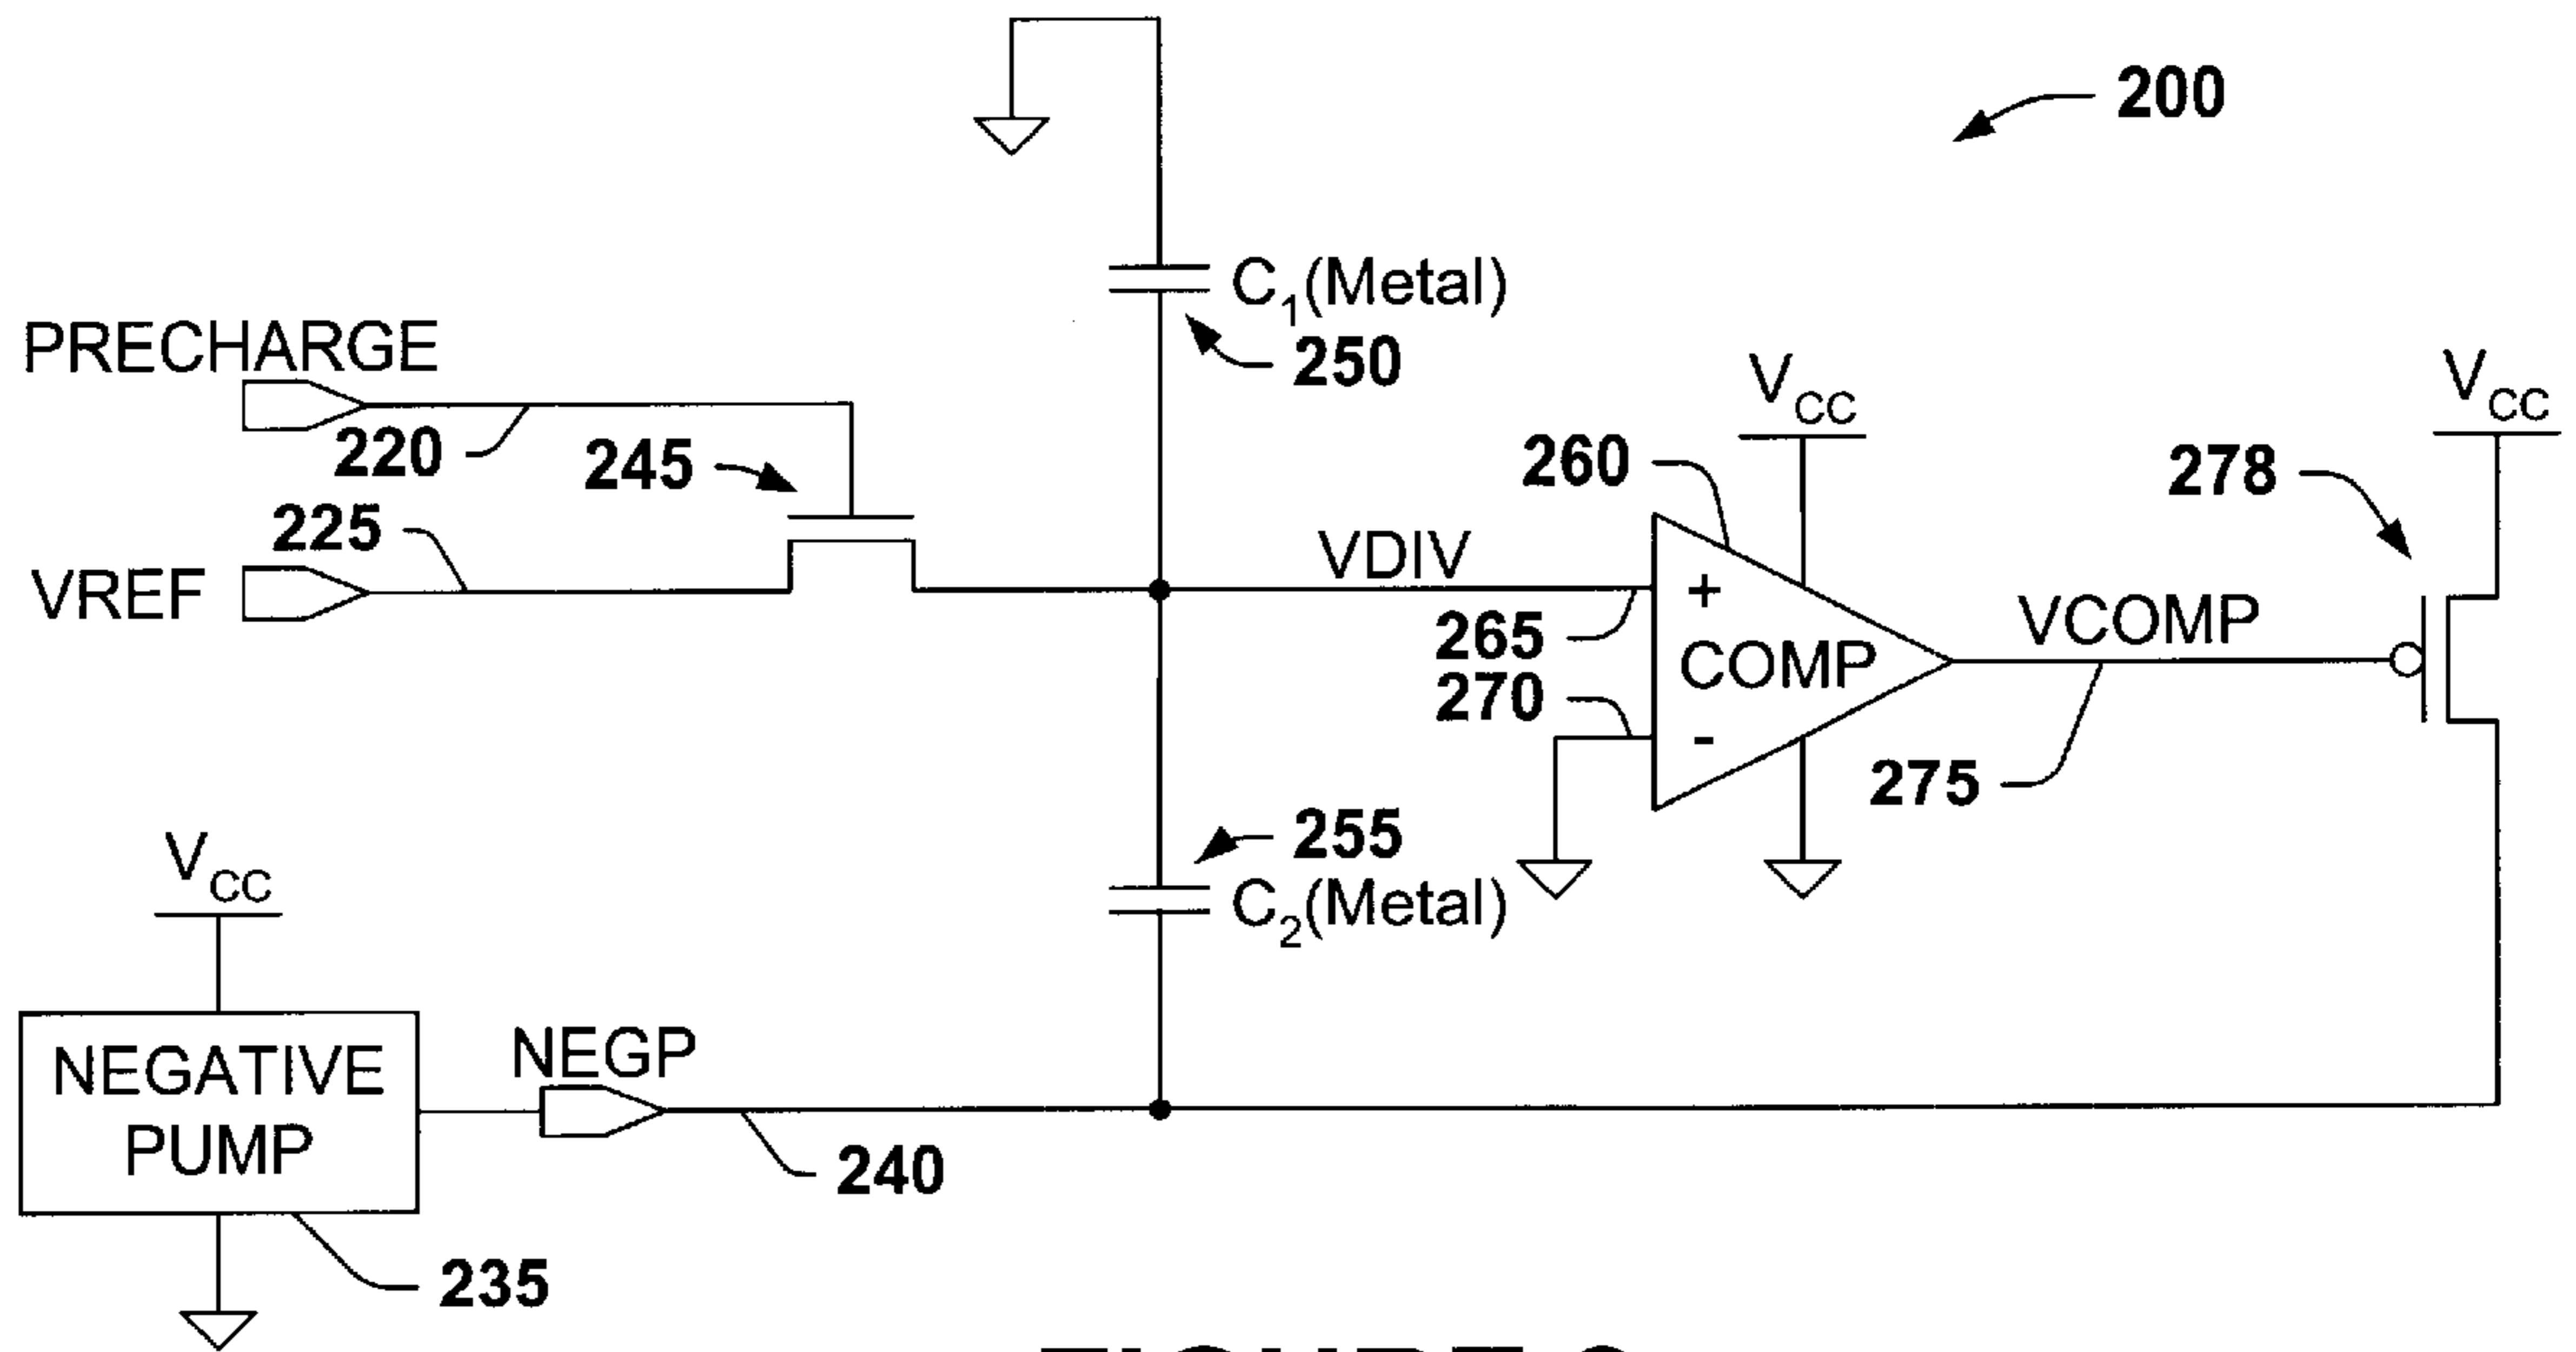 200
C1(Metal)
250
PRECHARGE
220
245
VCC
VCC
260
278
225
VREF
VDIV
+
265
COMP
VCOMP
270
-
275
255
C2(Metal)
VCC
NEGATIVE
PUMP
NEGP
240
235